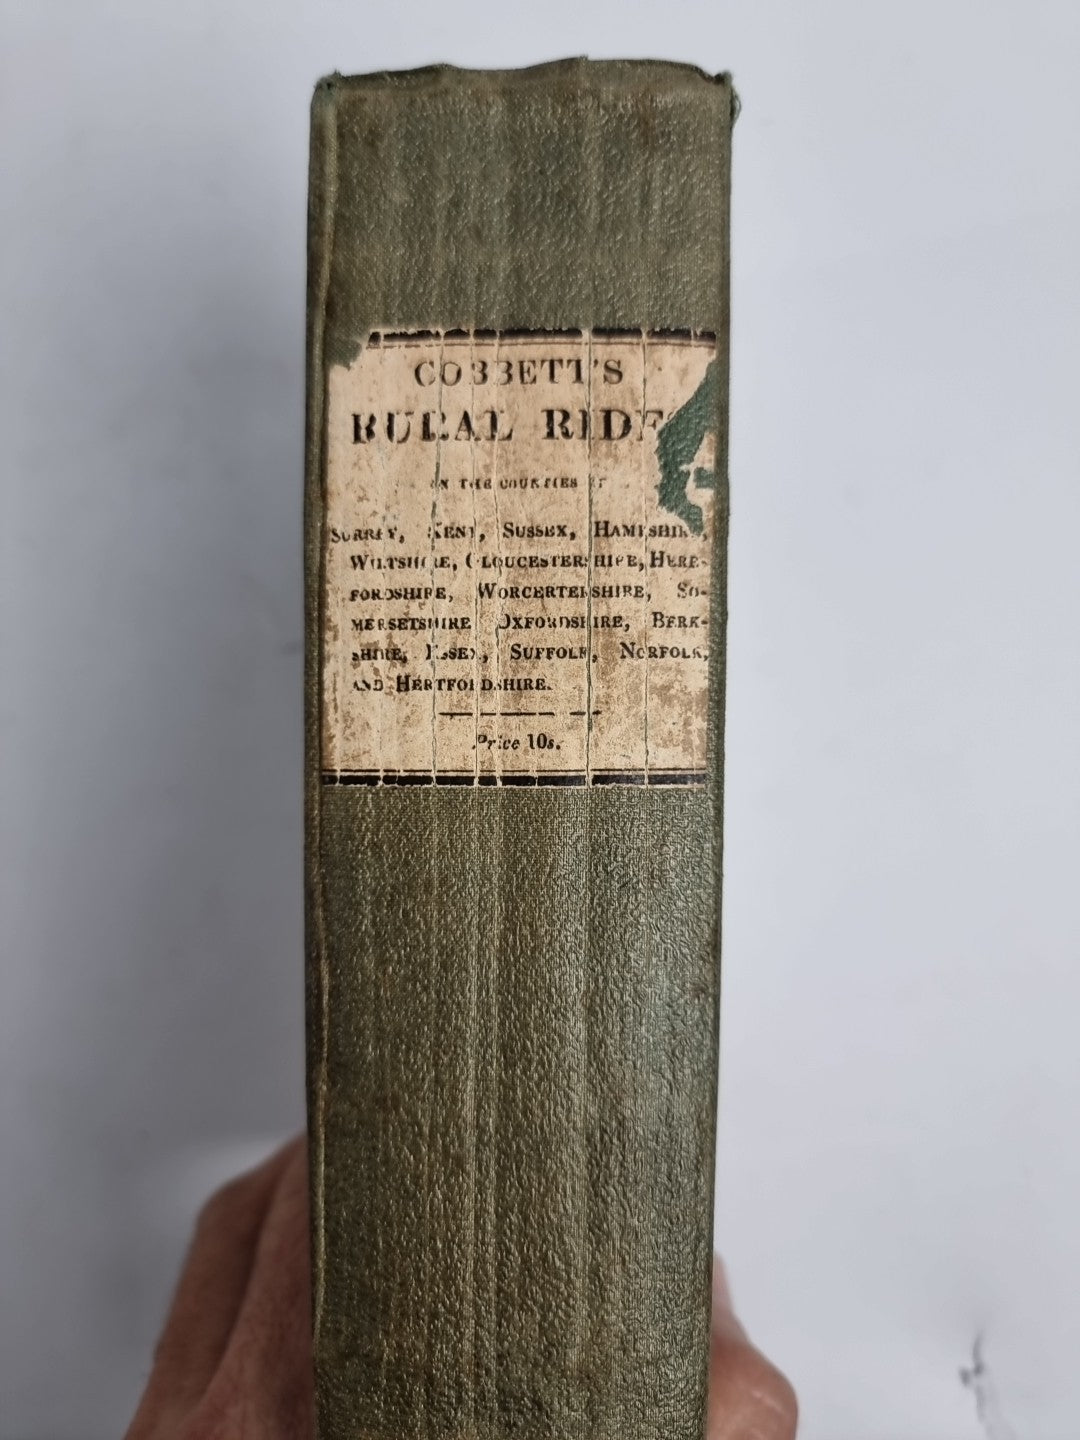 COBBETT'S
RURAL RIDES
IN THE COUNTIES OF
SURREY, KENT, SUSSEX, HAMPSHIRE,
WILTSHIRE, GLOUCESTERSHIRE, HERE-
FORDSHIRE, WORCERTERSHIRE, SO-
MERSETSHIRE OXFORDSHIRE, BERK-
SHIRE, ESSEX, SUFFOLK, NORFOLK,
AND HERTFORDSHIRE.
Price 10s.